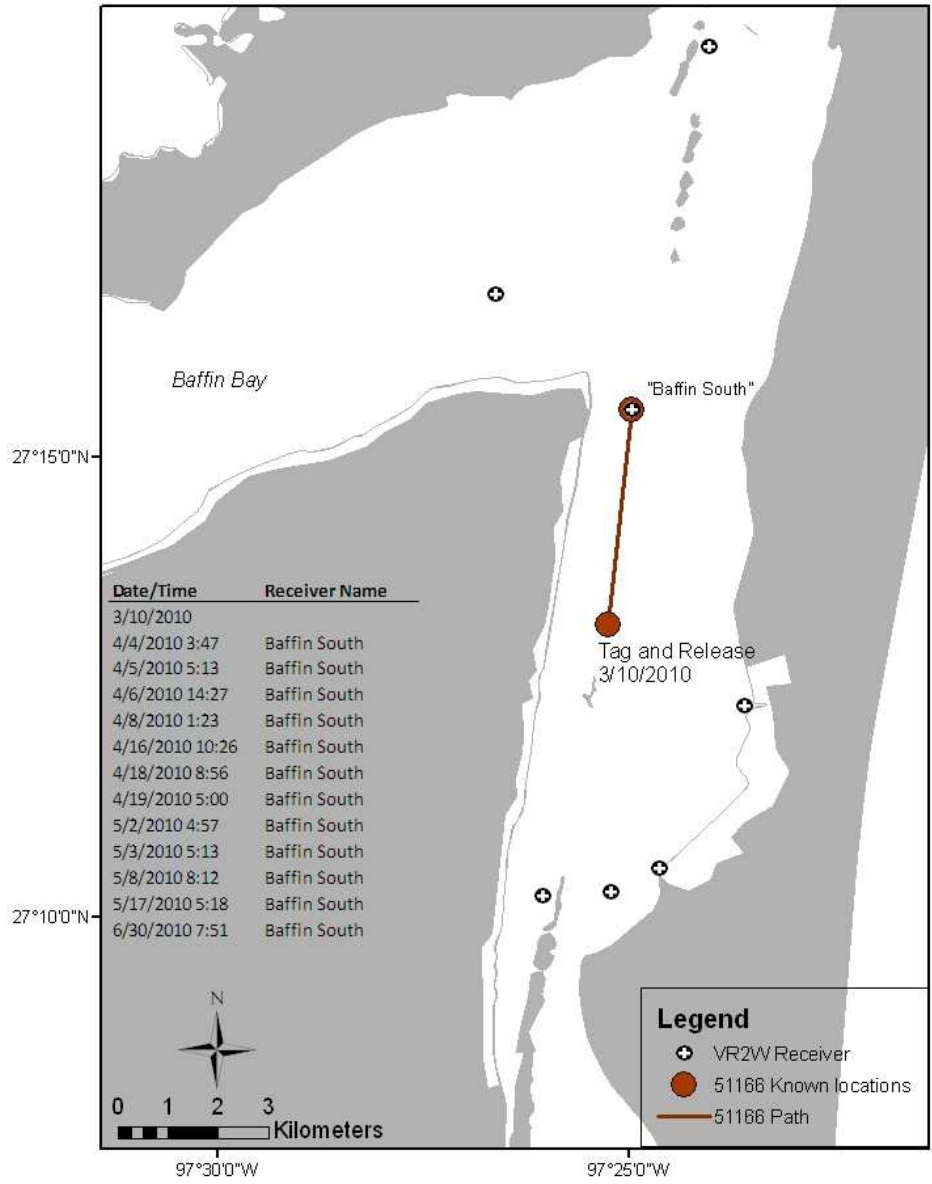 Baffin Bay
"Baffin South"
27°15'0"N
Date/Time Receiver Name
3/10/2010
4/4/2010 3:47 Baffin South
4/5/2010 5:13 Baffin South
4/6/2010 14:27 Baffin South
4/8/2010 1:23 Baffin South
4/16/2010 10:26 Baffin South
4/18/2010 8:56 Baffin South
4/19/2010 5:00 Baffin South
5/2/2010 4:57 Baffin South
5/3/2010 5:13 Baffin South
5/8/2010 8:12 Baffin South
5/17/2010 5:18 Baffin South
6/30/2010 7:51 Baffin South
Tag and Release
3/10/2010
27°10'0"N
N
0 1 2 3
Kilometers
Legend
VR2W Receiver
51166 Known locations
51166 Path
97°30'0"W 97°25'0"W